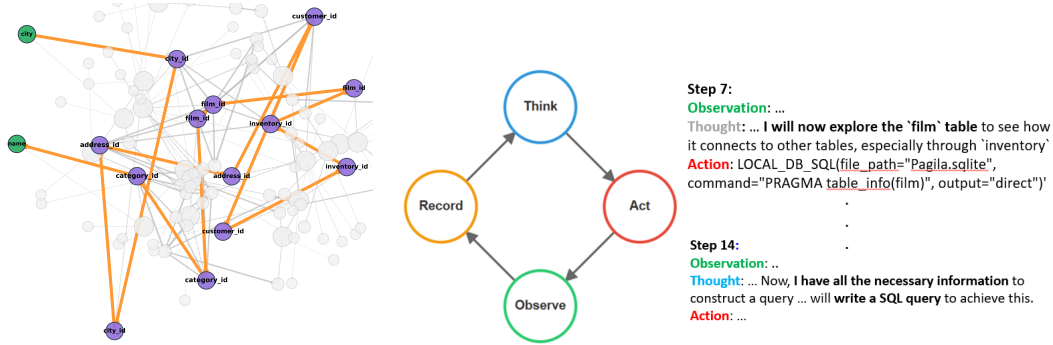 customer_id
city
city_id
film_id
film_id
film_id
inventory_id
name
address_id
inventory_id
category_id
address_id
customer_id
category_id
city_id
Think
Record
Act
Observe
Step 7:
Observation: ...
Thought: ... I will now explore the `film` table to see how
it connects to other tables, especially through `inventory`
Action: LOCAL_DB_SQL(file_path="Pagila.sqlite",
command="PRAGMA table_info(film)", output="direct")'
.
.
.
Step 14:
Observation: ..
Thought: ... Now, I have all the necessary information to
construct a query ... will write a SQL query to achieve this.
Action: ...